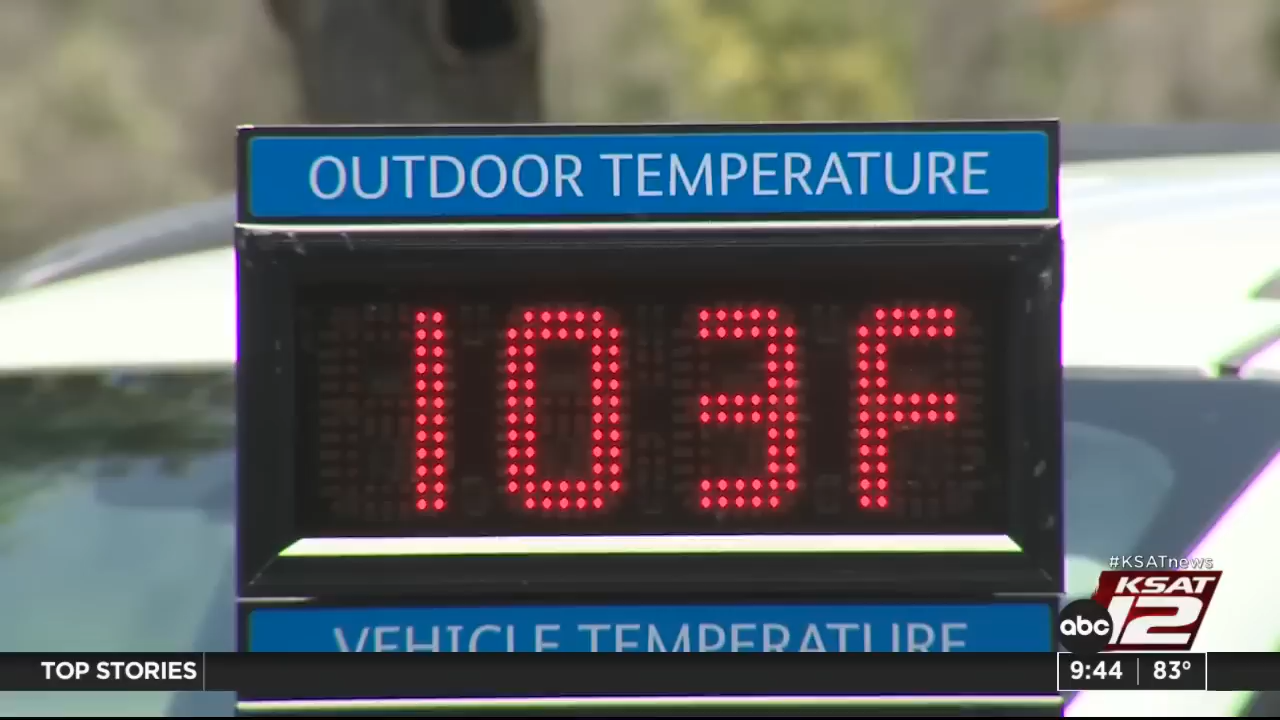 OUTDOOR TEMPERATURE
103F
VEHICLE TEMPERATURE
#KSATnews
KSAT
abc 12
TOP STORIES
9:44 83°